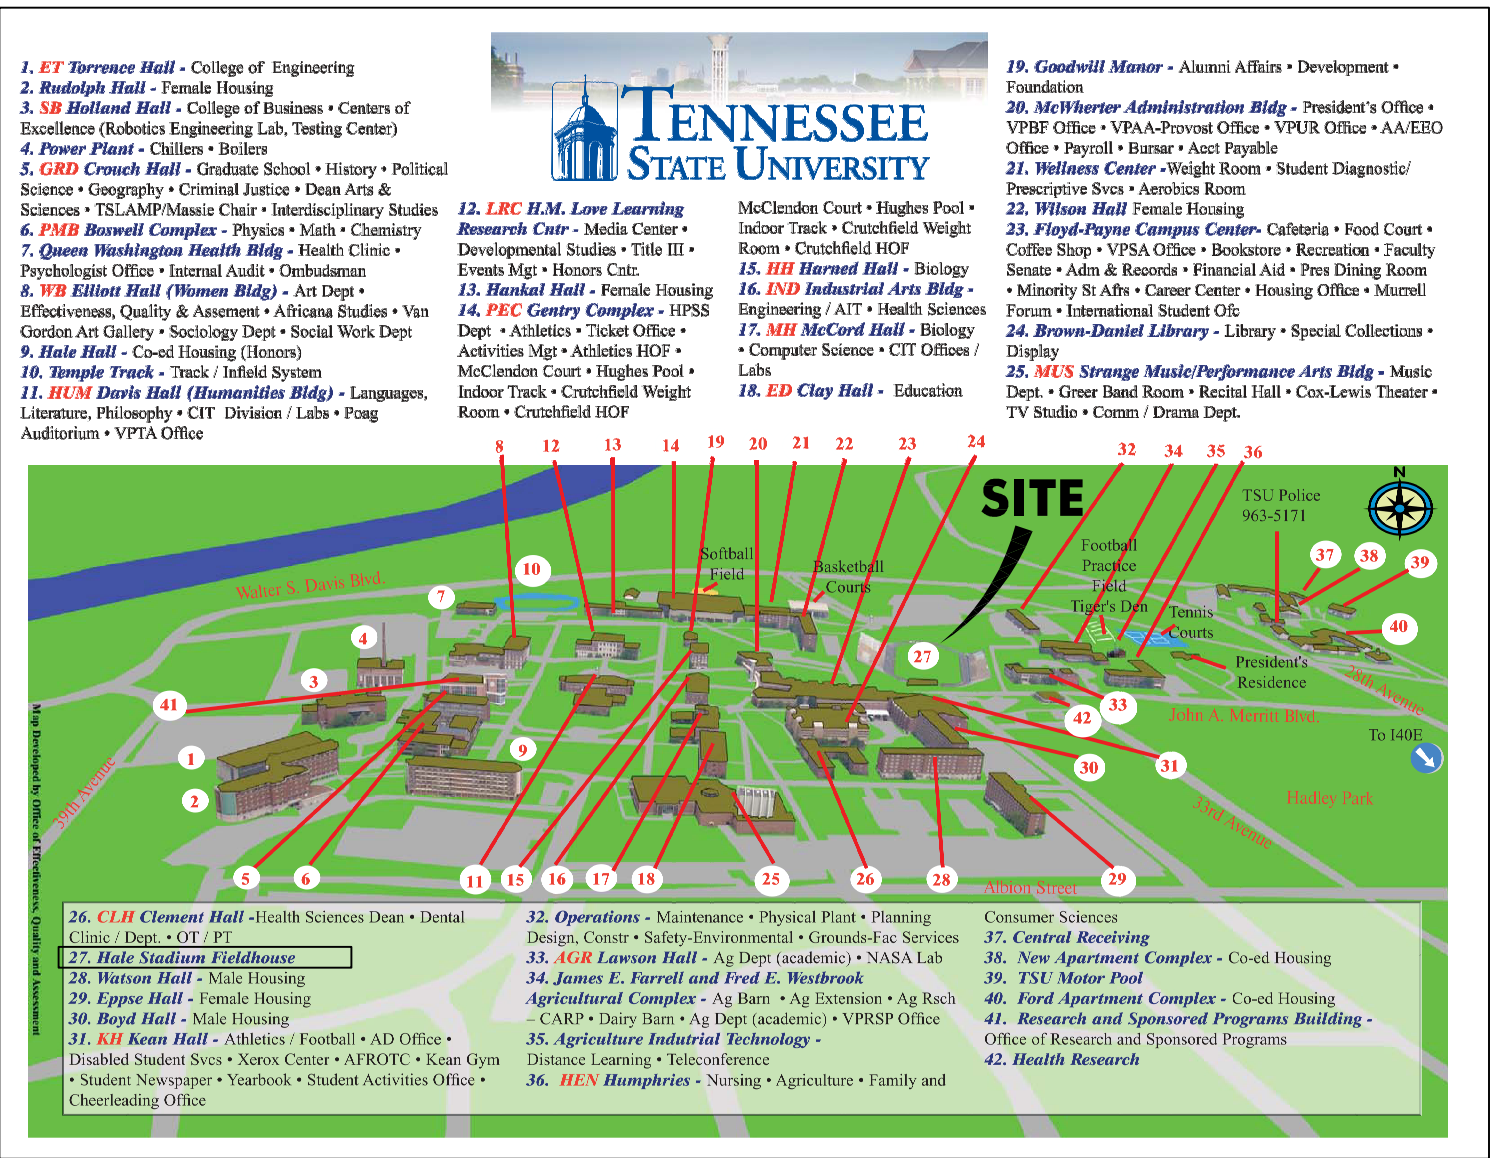 1. ET Torrence Hall - College of Engineering
2. Rudolph Hall - Female Housing
3. SB Holland Hall - College of Business • Centers of
Excellence (Robotics Engineering Lab, Testing Center)
4. Power Plant - Chillers • Boilers
5. GRD Crouch Hall - Graduate School • History • Political
Science • Geography • Criminal Justice • Dean Arts &
Sciences • TSLAMP/Massie Chair • Interdisciplinary Studies
6. PMB Boswell Complex - Physics • Math • Chemistry
7. Queen Washington Health Bldg - Health Clinic •
Psychologist Office • Internal Audit • Ombudsman
8. WB Elliott Hall (Women Bldg) - Art Dept •
Effectiveness, Quality & Assement • Africana Studies • Van
Gordon Art Gallery • Sociology Dept • Social Work Dept
9. Hale Hall - Co-ed Housing (Honors)
10. Temple Track - Track / Infield System
11. HUM Davis Hall (Humanities Bldg) - Languages,
Literature, Philosophy • CIT Division / Labs • Poag
Auditorium • VPTA Office
TENNESSEE
STATE UNIVERSITY
12. LRC H.M. Love Learning
Research Cntr - Media Center •
Developmental Studies • Title III •
Events Mgt • Honors Cntr.
13. Hankal Hall - Female Housing
14. PEC Gentry Complex - HPSS
Dept • Athletics • Ticket Office •
Activities Mgt • Athletics HOF •
McClendon Court • Hughes Pool •
Indoor Track • Crutchfield Weight
Room • Crutchfield HOF
McClendon Court • Hughes Pool •
Indoor Track • Crutchfield Weight
Room • Crutchfield HOF
15. HH Harned Hall - Biology
16. IND Industrial Arts Bldg -
Engineering / AIT • Health Sciences
17. MH McCord Hall - Biology
• Computer Science • CIT Offices /
Labs
18. ED Clay Hall - Education
19. Goodwill Manor - Alumni Affairs • Development •
Foundation
20. McWherter Administration Bldg - President's Office •
VPBF Office • VPAA-Provost Office • VPUR Office • AA/EEO
Office • Payroll • Bursar • Acct Payable
21. Wellness Center -Weight Room • Student Diagnostic/
Prescriptive Svcs • Aerobics Room
22. Wilson Hall Female Housing
23. Floyd-Payne Campus Center- Cafeteria • Food Court •
Coffee Shop • VPSA Office • Bookstore • Recreation • Faculty
Senate • Adm & Records • Financial Aid • Pres Dining Room
• Minority St Afrs • Career Center • Housing Office • Murrell
Forum • International Student Ofc
24. Brown-Daniel Library - Library • Special Collections •
Display
25. MUS Strange Music/Performance Arts Bldg - Music
Dept. • Greer Band Room • Recital Hall • Cox-Lewis Theater •
TV Studio • Comm / Drama Dept.
8 12 13 14 19 20 21 22 23 24 32 34 35 36
N
SITE
TSU Police
963-5171
Softball
Field
Basketball
Courts
Football
Practice
Field
Tiger's Den
Tennis
Courts
37 38 39
Walter S. Davis Blvd.
10
7
4
40
27
President's
Residence
28th Avenue
3
41
33
42
John A. Merritt Blvd.
To I40E
1
9
30
31
2
39th Avenue
Hadley Park
33rd Avenue
5 6 11 15 16 17 18 25 26 28 29
Albion Street
Map Developed by Office of Effectiveness, Quality and Assessment
26. CLH Clement Hall -Health Sciences Dean • Dental
Clinic / Dept. • OT / PT
27. Hale Stadium Fieldhouse
28. Watson Hall - Male Housing
29. Eppse Hall - Female Housing
30. Boyd Hall - Male Housing
31. KH Kean Hall - Athletics / Football • AD Office •
Disabled Student Svcs • Xerox Center • AFROTC • Kean Gym
• Student Newspaper • Yearbook • Student Activities Office •
Cheerleading Office
32. Operations - Maintenance • Physical Plant • Planning
Design, Constr • Safety-Environmental • Grounds-Fac Services
33. AGR Lawson Hall - Ag Dept (academic) • NASA Lab
34. James E. Farrell and Fred E. Westbrook
Agricultural Complex - Ag Barn • Ag Extension • Ag Rsch
– CARP • Dairy Barn • Ag Dept (academic) • VPRSP Office
35. Agriculture Indutrial Technology -
Distance Learning • Teleconference
36. HEN Humphries - Nursing • Agriculture • Family and
Consumer Sciences
37. Central Receiving
38. New Apartment Complex - Co-ed Housing
39. TSU Motor Pool
40. Ford Apartment Complex - Co-ed Housing
41. Research and Sponsored Programs Building -
Office of Research and Sponsored Programs
42. Health Research